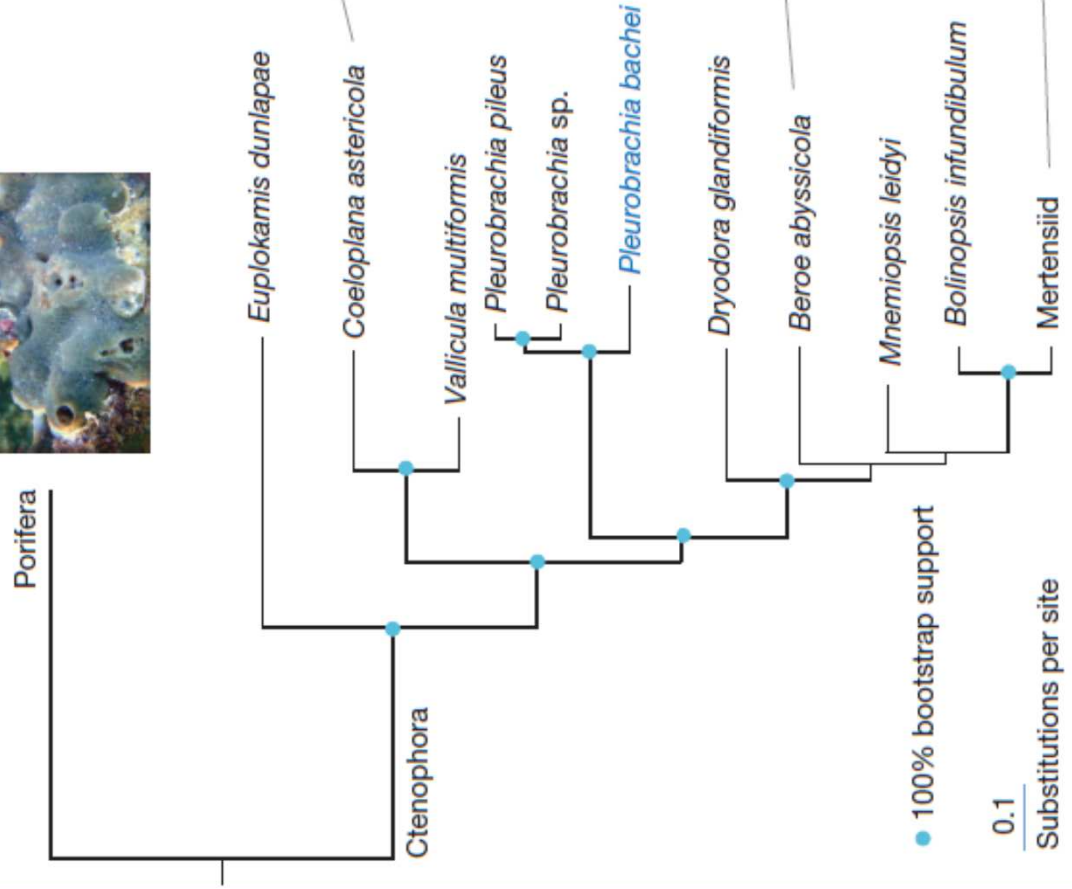 Porifera
Euplokamis dunlapae
Coeloplana astericola
Vallicula multiformis
Pleurobrachia pileus
Pleurobrachia sp.
Pleurobrachia bachei
Dryodora glandiformis
Beroe abyssicola
Mnemiopsis leidyi
Bolinopsis infundibulum
Mertensiid
Ctenophora
100% bootstrap support
0.1
Substitutions per site